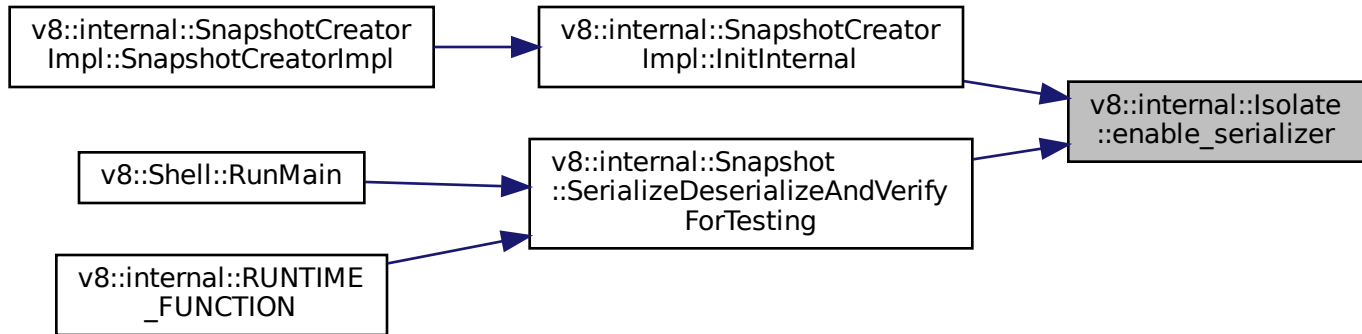 v8::internal::SnapshotCreator
Impl::SnapshotCreatorImpl
v8::internal::SnapshotCreator
Impl::InitInternal
v8::internal::Isolate
::enable_serializer
v8::Shell::RunMain
v8::internal::Snapshot
::SerializeDeserializeAndVerify
ForTesting
v8::internal::RUNTIME
_FUNCTION